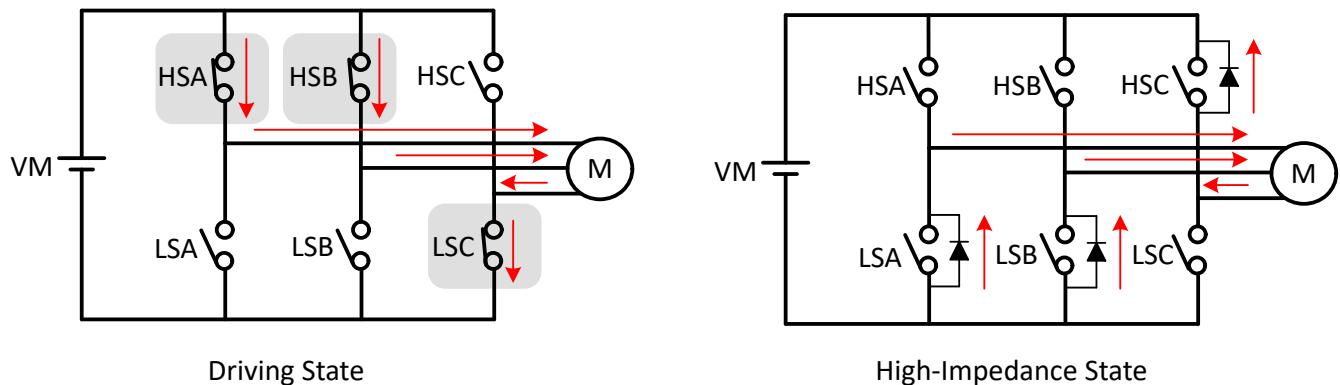 HSA
HSB
HSC
VM
M
LSA
LSB
LSC
Driving State
HSA
HSB
HSC
VM
M
LSA
LSB
LSC
High-Impedance State